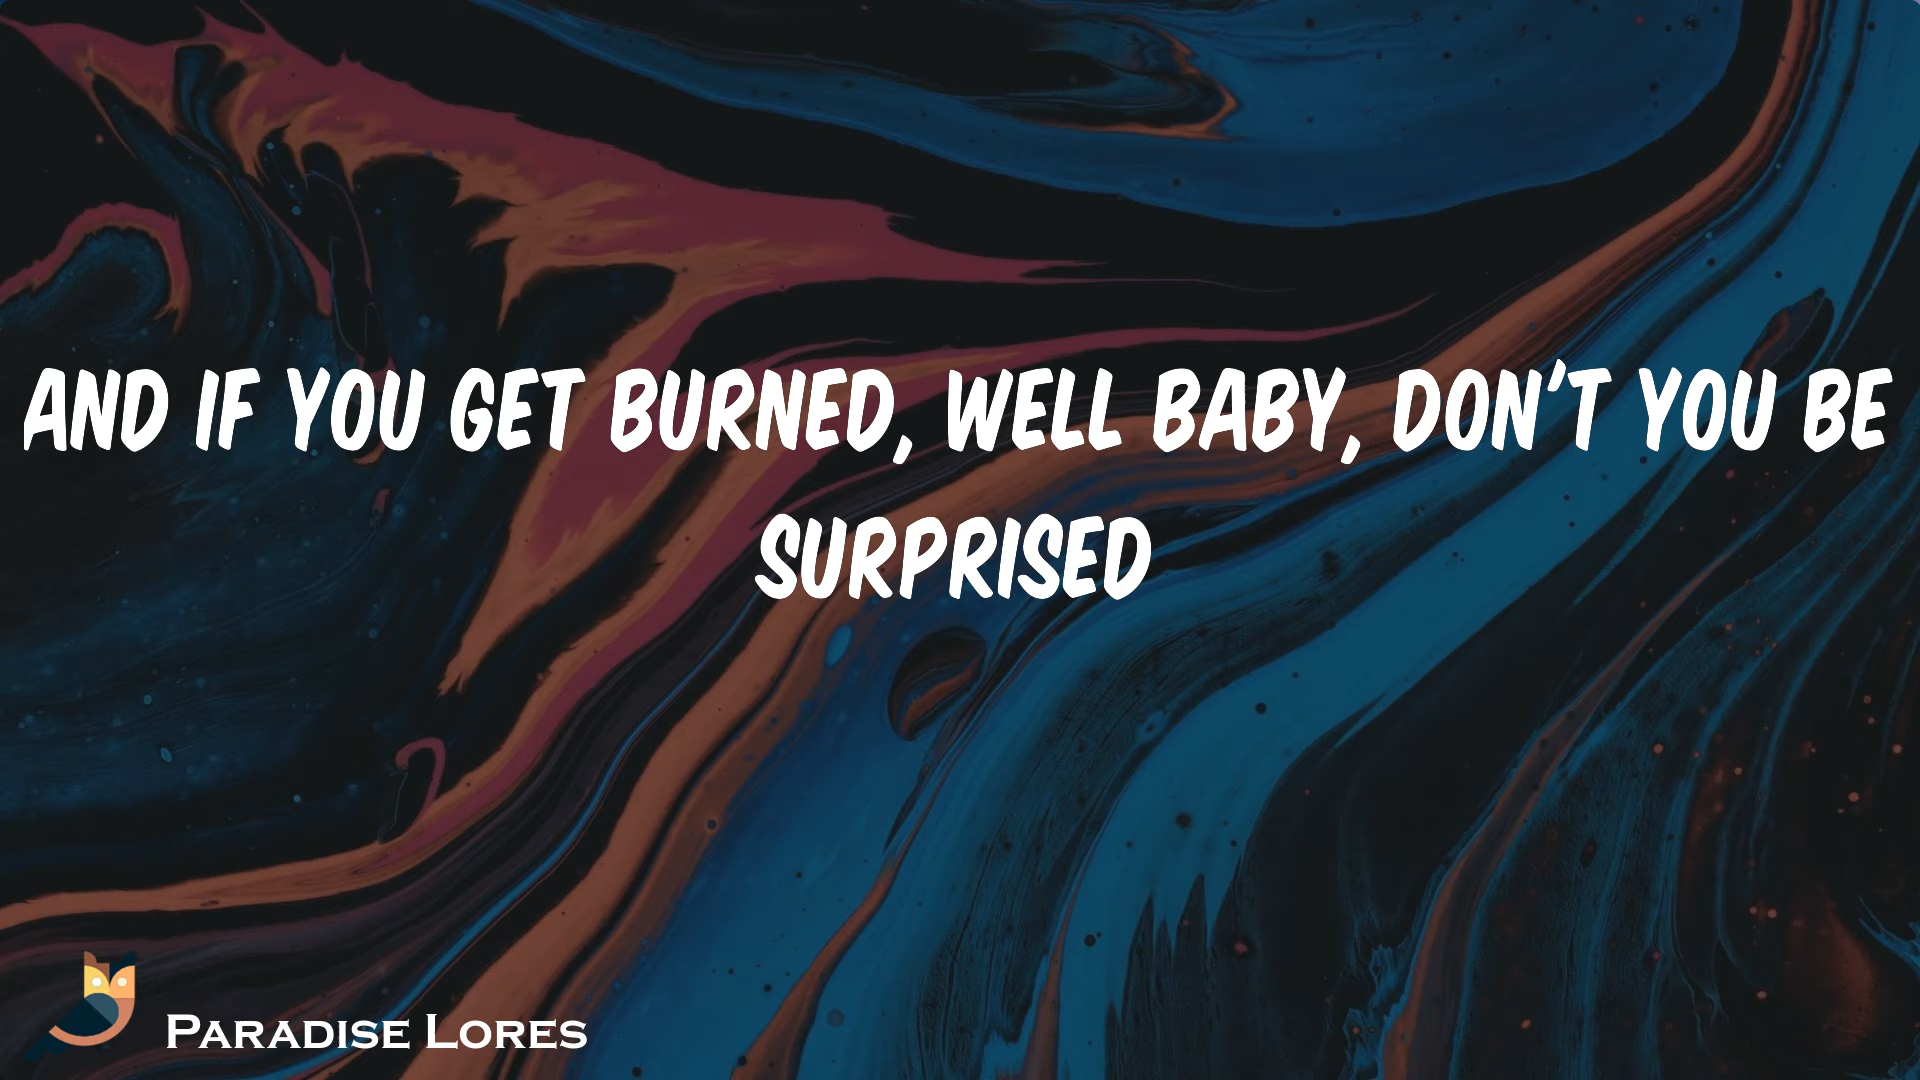 AND IF YOU GET BURNED, WELL BABY, DON'T YOU BE
SURPRISED
PARADISE LORES